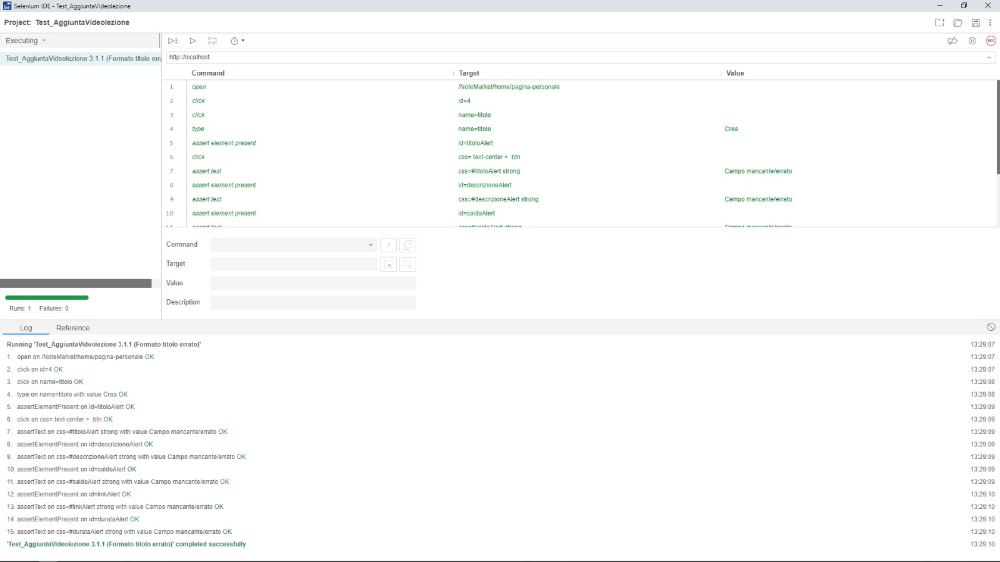 Selenium IDE - Test_AggiuntaVideolezione
Project: Test_AggiuntaVideolezione
Executing
Test_AggiuntaVideolezione 3.1.1 (Formato titolo erra
http://localhost
Command Target Value
1 open /NoteMarket/home/pagina-personale
2 click id=4
3 click name=titolo
4 type name=titolo Crea
5 assert element present id=titoloAlert
6 click css=.text-center > .btn
7 assert text css=#titoloAlert strong Campo mancante/errato
8 assert element present id=descrizioneAlert
9 assert text css=#descrizioneAlert strong Campo mancante/errato
10 assert element present id=saldoAlert
11 assert text css=#saldoAlert strong Campo mancante/errato
Command //
Target
Value
Description
Runs: 1 Failures: 0
Log Reference
Running 'Test_AggiuntaVideolezione 3.1.1 (Formato titolo errato)' 13:29:07
1. open on /NoteMarket/home/pagina-personale OK 13:29:07
2. click on id=4 OK 13:29:07
3. click on name=titolo OK 13:29:08
4. type on name=titolo with value Crea OK 13:29:08
5. assertElementPresent on id=titoloAlert OK 13:29:09
6. click on css=.text-center > .btn OK 13:29:09
7. assertText on css=#titoloAlert strong with value Campo mancante/errato OK 13:29:09
8. assertElementPresent on id=descrizioneAlert OK 13:29:09
9. assertText on css=#descrizioneAlert strong with value Campo mancante/errato OK 13:29:09
10. assertElementPresent on id=saldoAlert OK 13:29:09
11. assertText on css=#saldoAlert strong with value Campo mancante/errato OK 13:29:09
12. assertElementPresent on id=linkAlert OK 13:29:10
13. assertText on css=#linkAlert strong with value Campo mancante/errato OK 13:29:10
14. assertElementPresent on id=durataAlert OK 13:29:10
15. assertText on css=#durataAlert strong with value Campo mancante/errato OK 13:29:10
'Test_AggiuntaVideolezione 3.1.1 (Formato titolo errato)' completed successfully 13:29:10